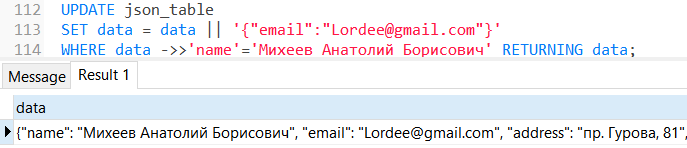 112 UPDATE json_table
113 SET data = data || '{"email":"Lordee@gmail.com"}'
114 WHERE data ->>'name'='Михеев Анатолий Борисович' RETURNING data;
Message Result 1
data
{"name": "Михеев Анатолий Борисович", "email": "Lordee@gmail.com", "address": "пр. Гурова, 81",